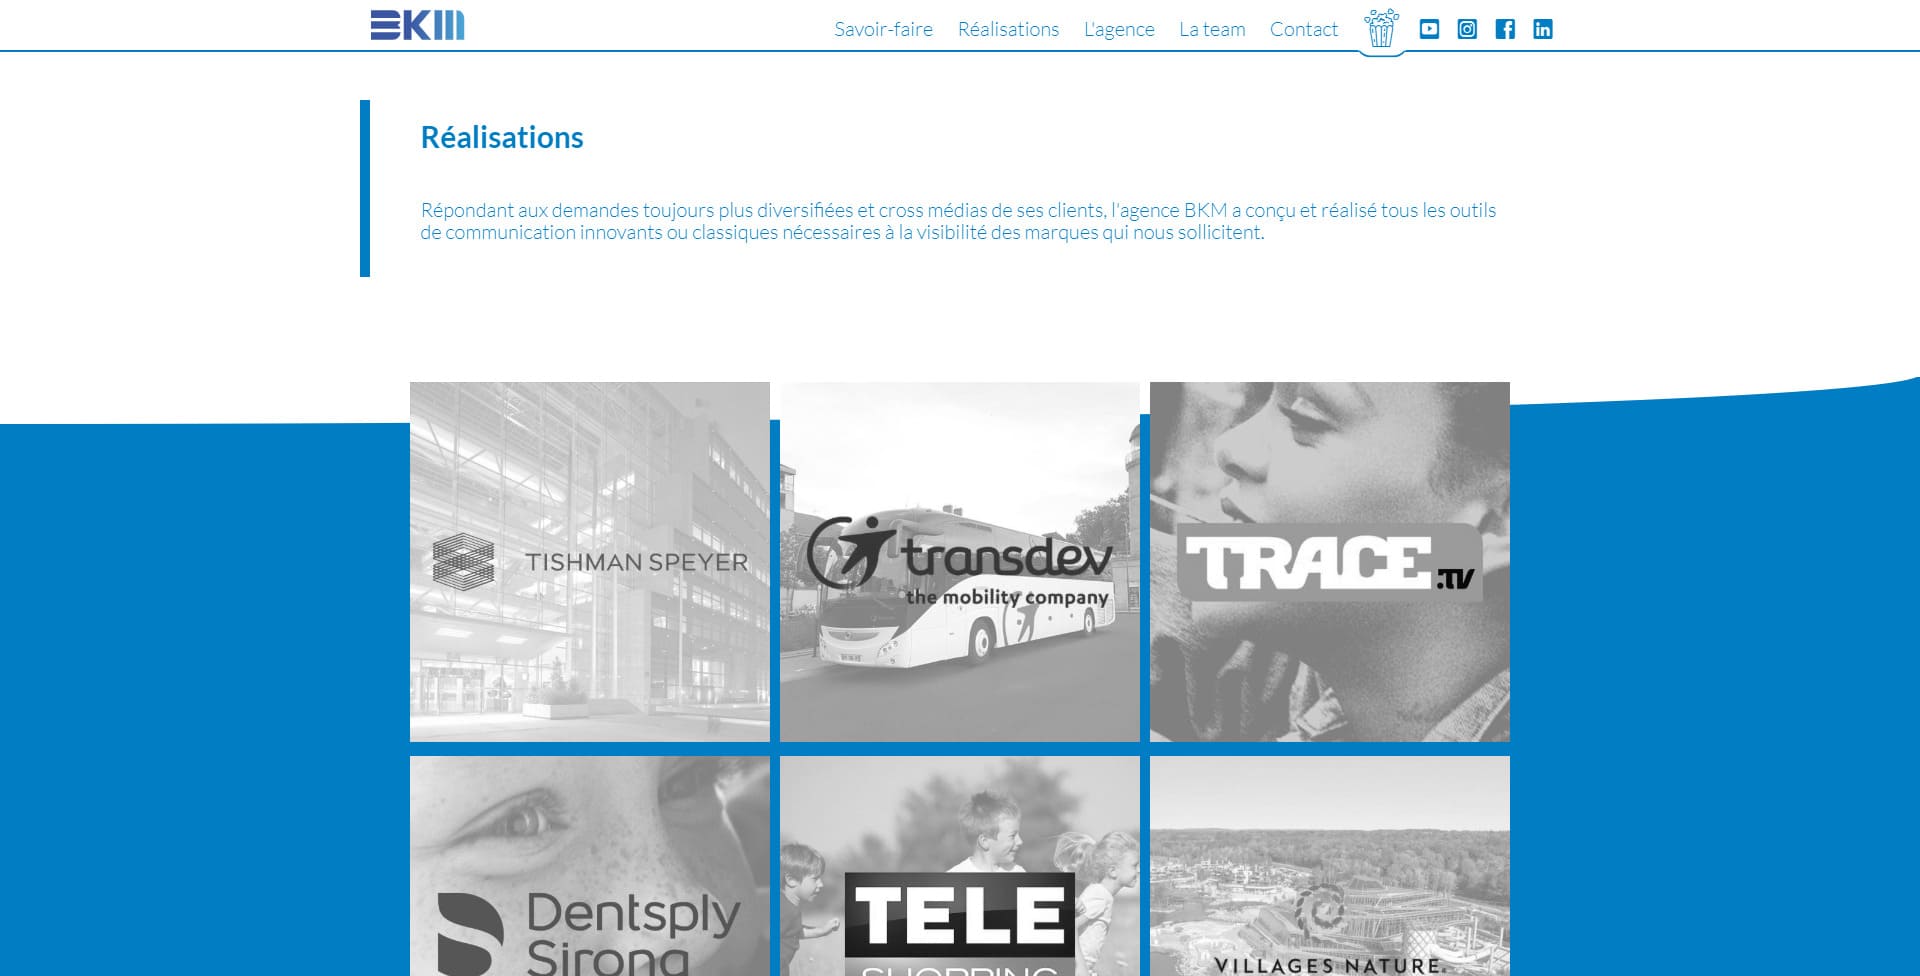 BKM
Savoir-faire
Réalisations
L'agence
La team
Contact
Réalisations
Répondant aux demandes toujours plus diversifiées et cross médias de ses clients, l'agence BKM a conçu et réalisé tous les outils
de communication innovants ou classiques nécessaires à la visibilité des marques qui nous sollicitent.
TISHMAN SPEYER
transdev
the mobility company
TRACE.TV
Dentsply
Sirona
TELE
SHOPPING
VILLAGES NATURE